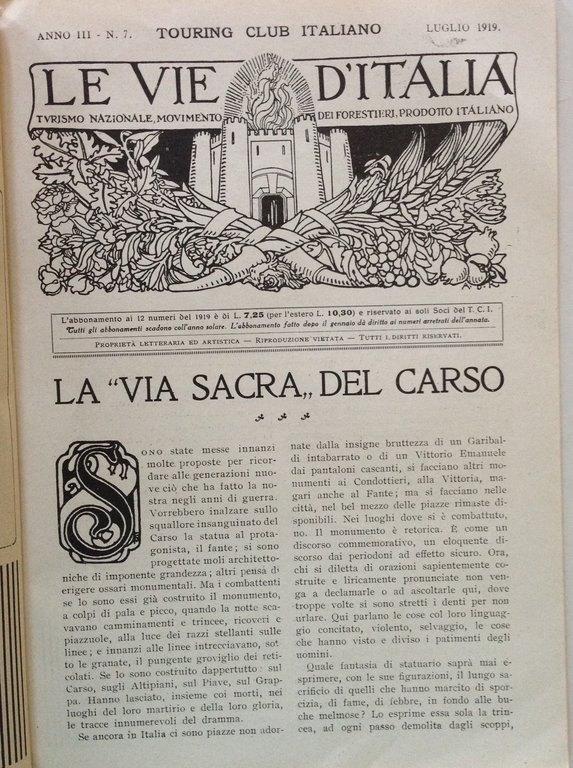 ANNO III - N. 7.
TOURING CLUB ITALIANO
LUGLIO 1919.
LE VIE D'ITALIA
TVRISMO NAZIONALE, MOVIMENTO DEI FORESTIERI, PRODOTTO ITALIANO
L'abbonamento ai 12 numeri del 1919 è di L. 7,25 (per l'estero L. 10,30) e riservato ai soli Soci del T. C. I.
Tutti gli abbonamenti scadono coll'anno solare. L'abbonamento fatto dopo il gennaio dà diritto ai numeri arretrati dell'annata.
PROPRIETÀ LETTERARIA ED ARTISTICA — RIPRODUZIONE VIETATA — TUTTI I DIRITTI RISERVATI.
LA "VIA SACRA„ DEL CARSO
SONO state messe innanzi
molte proposte per ricor-
dare alle generazioni nuo-
ve ciò che ha fatto la no-
stra negli anni di guerra.
Vorrebbero inalzare sullo
squallore insanguinato del
Carso la statua al prota-
gonista, il fante; si sono
progettate moli architetto-
niche di imponente grandezza; altri pensa di
erigere ossari monumentali. Ma i combattenti
se lo sono essi già costruito il monumento,
a colpi di pala e picco, quando la notte sca-
vavano camminamenti e trincee, ricoveri e
piazzuole, alla luce dei razzi stellanti sulle
linee; e innanzi alle linee intrecciavano, sot-
to le granate, il pungente groviglio dei reti-
colati. Se lo sono costruito dappertutto: sul
Carso, sugli Altipiani, sul Piave, sul Grap-
pa. Hanno lasciato, insieme coi morti, nei
luoghi del loro martirio e della loro gloria,
le tracce innumerevoli del dramma.
Se ancora in Italia ci sono piazze non ador-
nate dalla insigne bruttezza di un Garibal-
di intabarrato o di un Vittorio Emanuele
dai pantaloni cascanti, si facciano altri mo-
numenti ai Condottieri, alla Vittoria, ma-
gari anche al Fante; ma si facciano nelle
città, nel bel mezzo delle piazze rimaste di-
sponibili. Nei luoghi dove si è combattuto,
no. Il monumento è retorica. È come un
discorso commemorativo, un eloquente di-
scorso dai periodoni ad effetto sicuro. Ora,
chi si diletta di orazioni sapientemente co-
struite e liricamente pronunciate non ven-
ga a declamarle o ad ascoltarle qui, dove
troppe volte si sono stretti i denti per non
urlare. Qui parlano le cose col loro linguag-
gio concitato, violento, selvaggio, le cose
che hanno visto e diviso i patimenti degli
uomini.
Quale fantasia di statuario saprà mai e-
sprimere, con le sue figurazioni, il lungo sa-
crificio di quelli che hanno marcito di spor-
cizia, di fame, di febbre, in fondo alle bu-
che melmose? Lo esprime essa sola la trin-
cea, ad ogni passo demolita dagli scoppi,